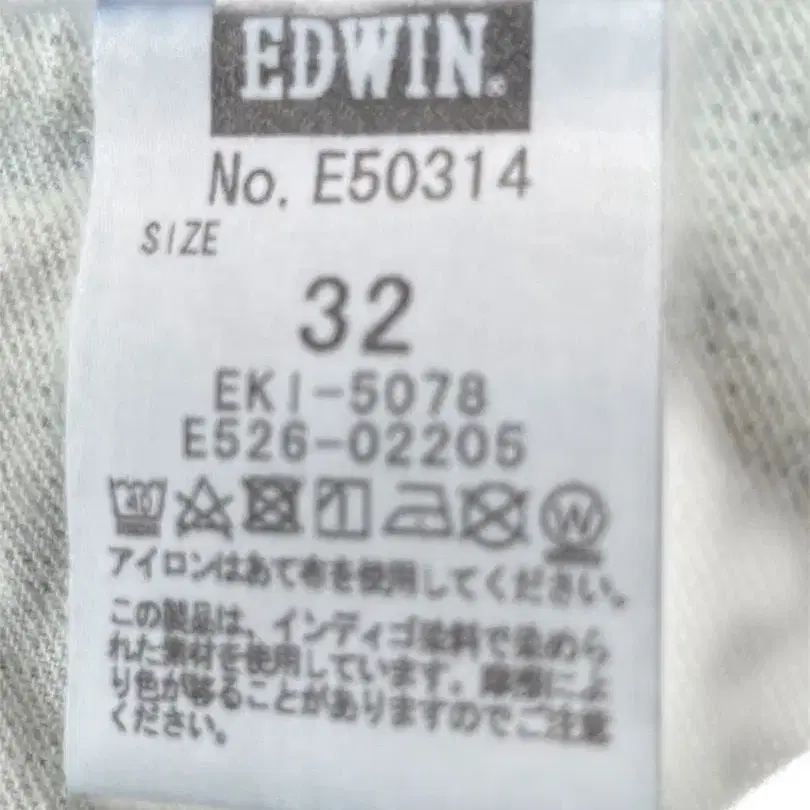 EDWIN®
No. E50314
SIZE
32
EKI-5078
E526-02205
40 W
アイロンはあて布を使用してください。
この製品は、インディゴ染料で染めら
れた素材を使用しています。摩擦によ
り色が移ることがありますのでご注意
ください。